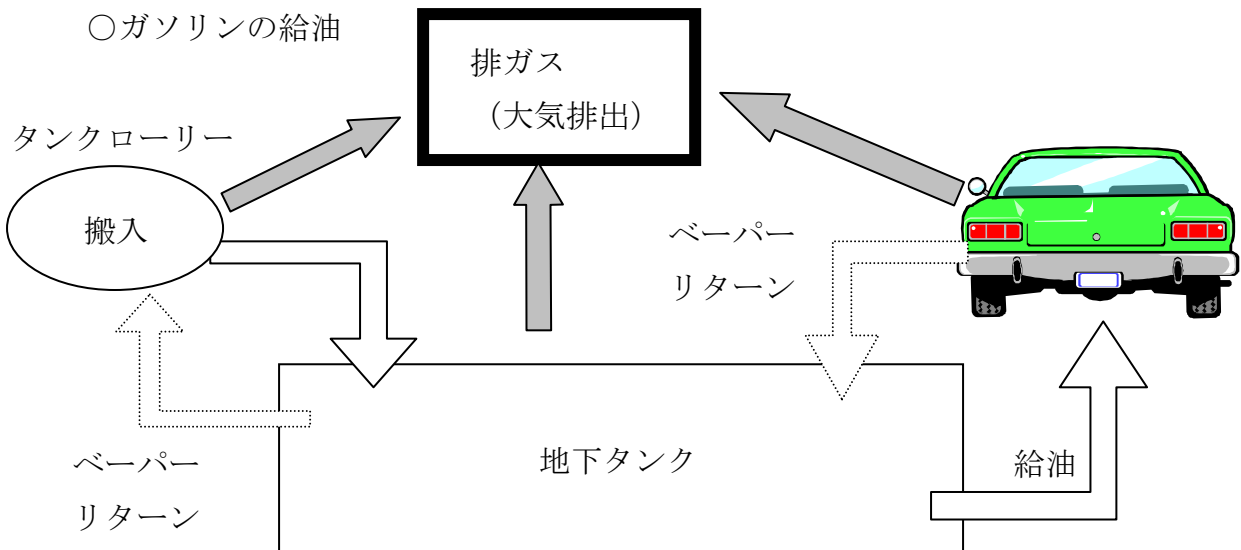 ○ガソリンの給油
排ガス
（大気排出）
タンクローリー
搬入
ベーパー
リターン
ベーパー
リターン
地下タンク
給油